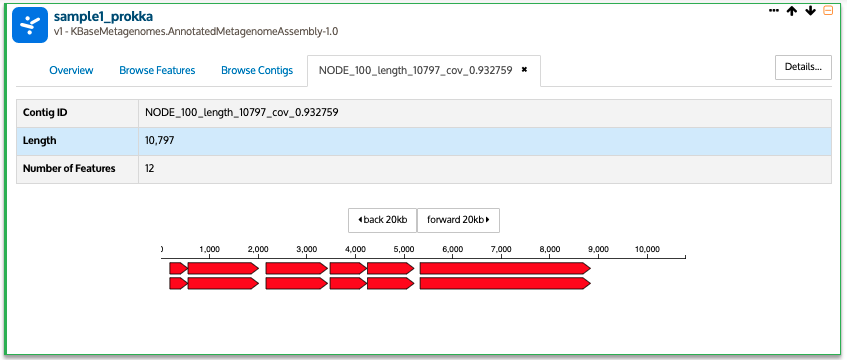 sample1_prokka
v1 - KBaseMetagenomes.AnnotatedMetagenomeAssembly-1.0
Overview Browse Features Browse Contigs NODE_100_length_10797_cov_0.932759 Details...
Contig ID NODE_100_length_10797_cov_0.932759
Length 10,797
Number of Features 12
back 20kb forward 20kb
0 1,000 2,000 3,000 4,000 5,000 6,000 7,000 8,000 9,000 10,000